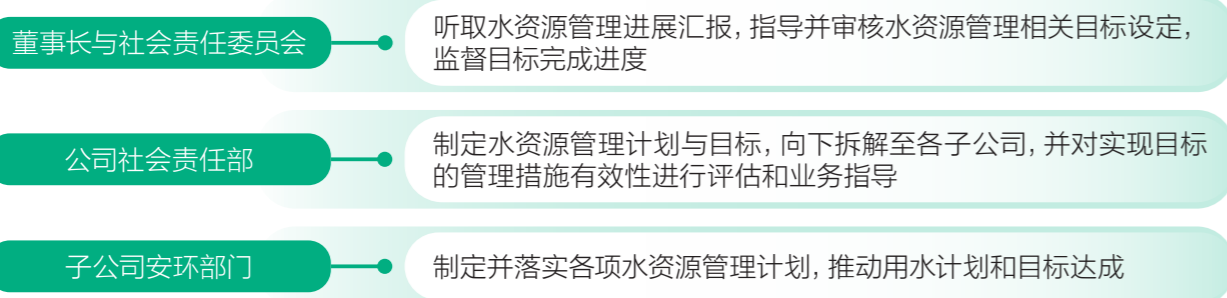 董事长与社会责任委员会
听取水资源管理进展汇报，指导并审核水资源管理相关目标设定，
监督目标完成进度
公司社会责任部
制定水资源管理计划与目标，向下拆解至各子公司，并对实现目标
的管理措施有效性进行评估和业务指导
子公司安环部门
制定并落实各项水资源管理计划，推动用水计划和目标达成